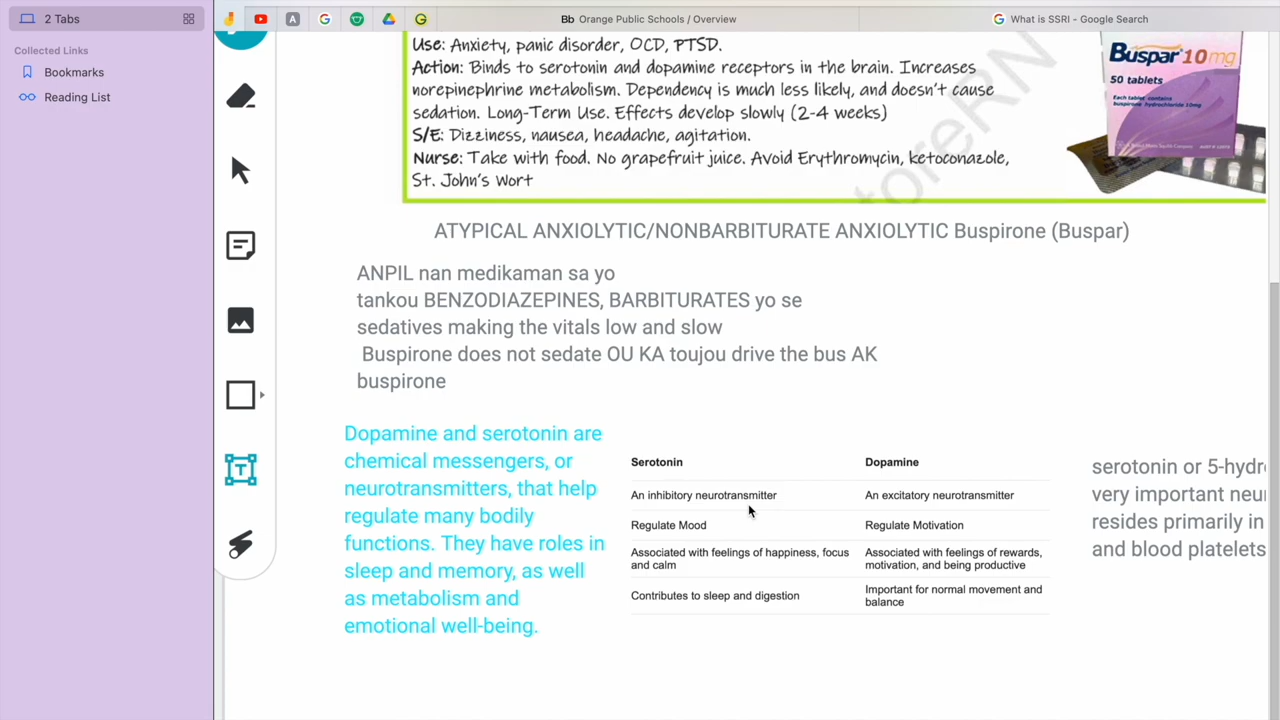 2 Tabs
Bb Orange Public Schools / Overview
What is SSRI - Google Search
Collected Links
Bookmarks
Reading List
Use: Anxiety, panic disorder, OCD, PTSD.
Action: Binds to serotonin and dopamine receptors in the brain. Increases
norepinephrine metabolism. Dependency is much less likely, and doesn't cause
sedation. Long-Term Use. Effects develop slowly (2-4 weeks)
S/E: Dizziness, nausea, headache, agitation.
Nurse: Take with food. No grapefruit juice. Avoid Erythromycin, ketoconazole,
St. John's Wort
Buspar 10mg
50 tablets
Each tablet contains
buspirone hydrochloride 10mg
toreRN
ATYPICAL ANXIOLYTIC/NONBARBITURATE ANXIOLYTIC Buspirone (Buspar)
ANPIL nan medikaman sa yo
tankou BENZODIAZEPINES, BARBITURATES yo se
sedatives making the vitals low and slow
Buspirone does not sedate OU KA toujou drive the bus AK
buspirone
Dopamine and serotonin are
chemical messengers, or
neurotransmitters, that help
regulate many bodily
functions. They have roles in
sleep and memory, as well
as metabolism and
emotional well-being.
Serotonin Dopamine
An inhibitory neurotransmitter An excitatory neurotransmitter
Regulate Mood Regulate Motivation
Associated with feelings of happiness, focus Associated with feelings of rewards,
and calm motivation, and being productive
Contributes to sleep and digestion Important for normal movement and
balance
serotonin or 5-hydr
very important neu
resides primarily in
and blood platelets